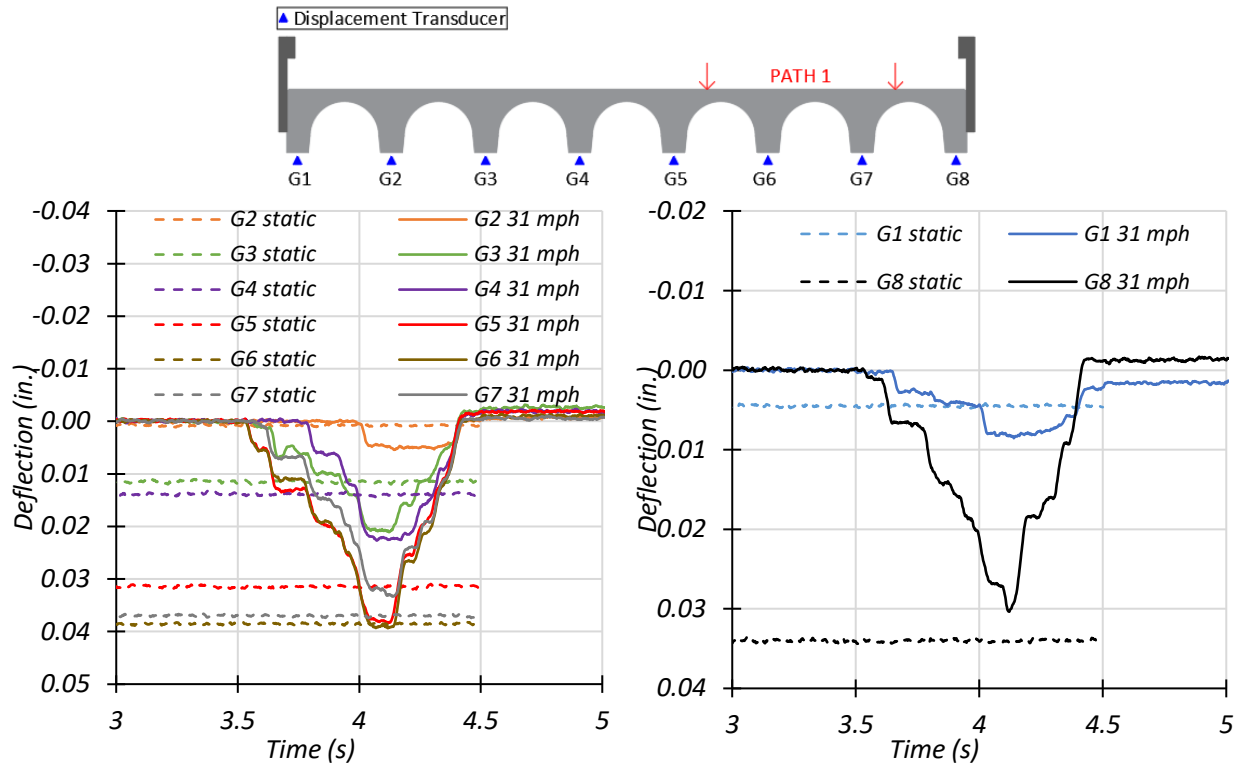 Displacement Transducer
PATH 1
G1 G2 G3 G4 G5 G6 G7 G8
-0.04
-0.03
-0.02
-0.01
0.00
0.01
0.02
0.03
0.04
0.05
Deflection (in.)
G2 static G2 31 mph
G3 static G3 31 mph
G4 static G4 31 mph
G5 static G5 31 mph
G6 static G6 31 mph
G7 static G7 31 mph
3 3.5 4 4.5 5
Time (s)
-0.02
-0.01
-0.00
0.01
0.02
0.03
0.04
Deflection (in.)
G1 static G1 31 mph
G8 static G8 31 mph
3 3.5 4 4.5 5
Time (s)